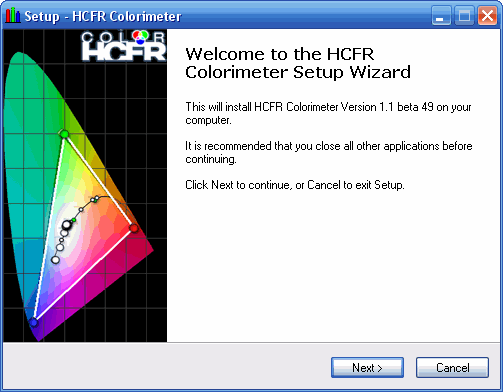 Setup - HCFR Colorimeter
COLOR
HCFR
Welcome to the HCFR
Colorimeter Setup Wizard
This will install HCFR Colorimeter Version 1.1 beta 49 on your
computer.
It is recommended that you close all other applications before
continuing.
Click Next to continue, or Cancel to exit Setup.
Next >
Cancel